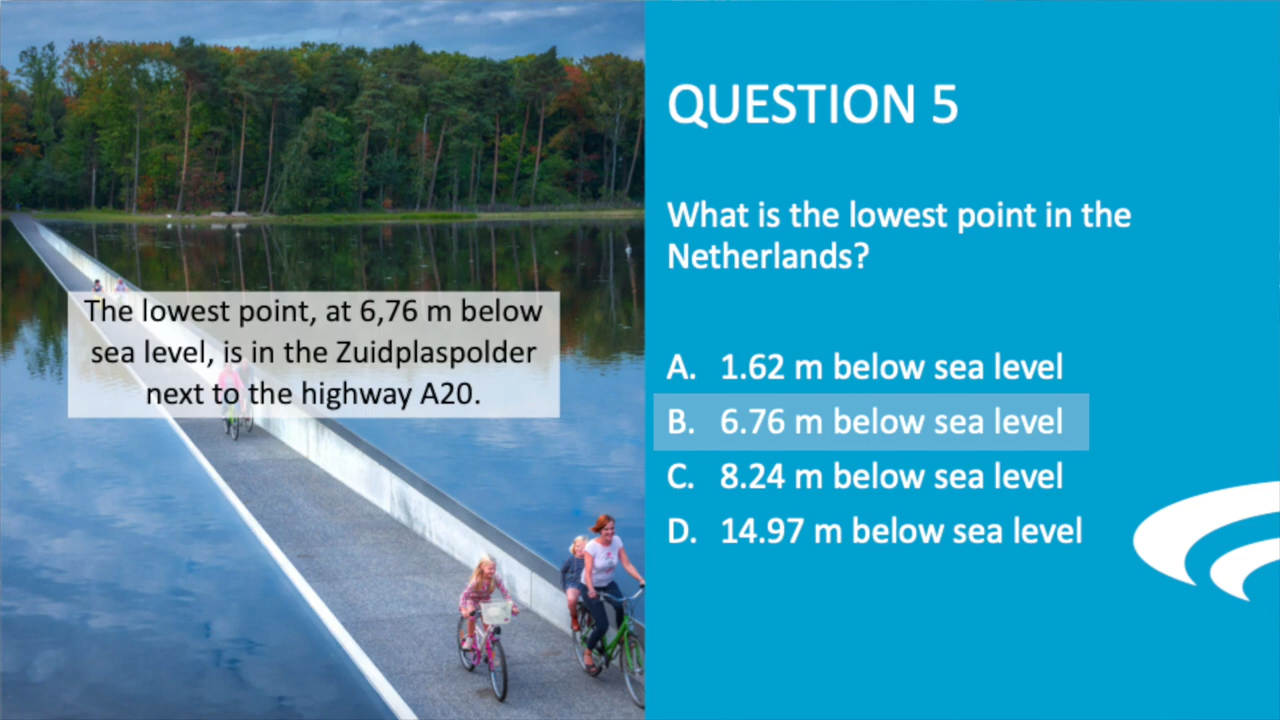 The lowest point, at 6,76 m below
sea level, is in the Zuidplaspolder
next to the highway A20.
QUESTION 5
What is the lowest point in the
Netherlands?
A. 1.62 m below sea level
B. 6.76 m below sea level
C. 8.24 m below sea level
D. 14.97 m below sea level